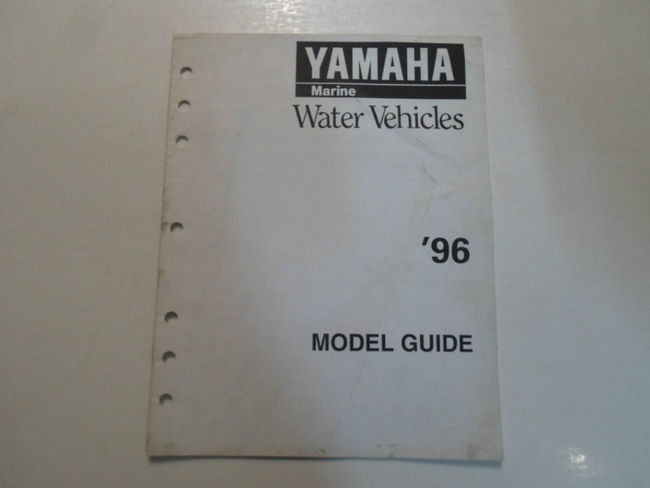 YAMAHA
Marine
Water Vehicles
'96
MODEL GUIDE